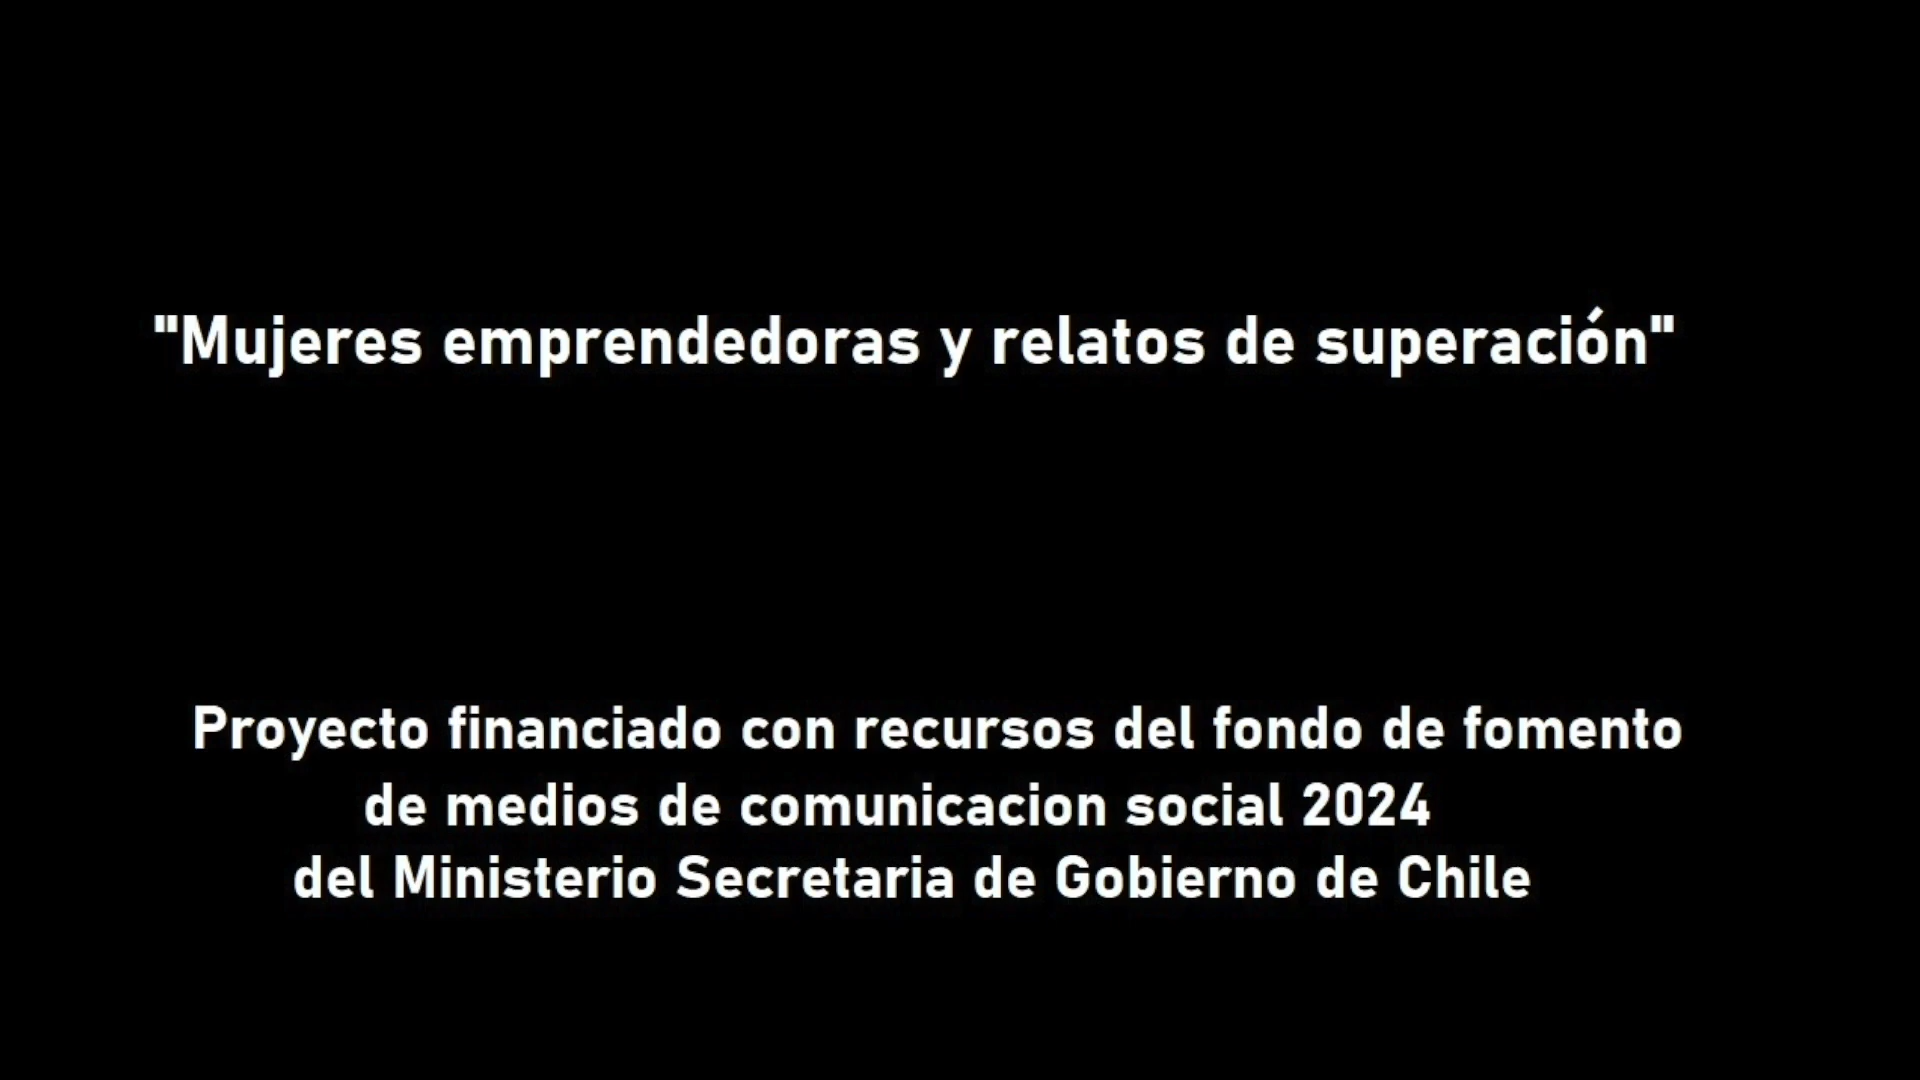 "Mujeres emprendedoras y relatos de superación"
Proyecto financiado con recursos del fondo de fomento
de medios de comunicacion social 2024
del Ministerio Secretaria de Gobierno de Chile